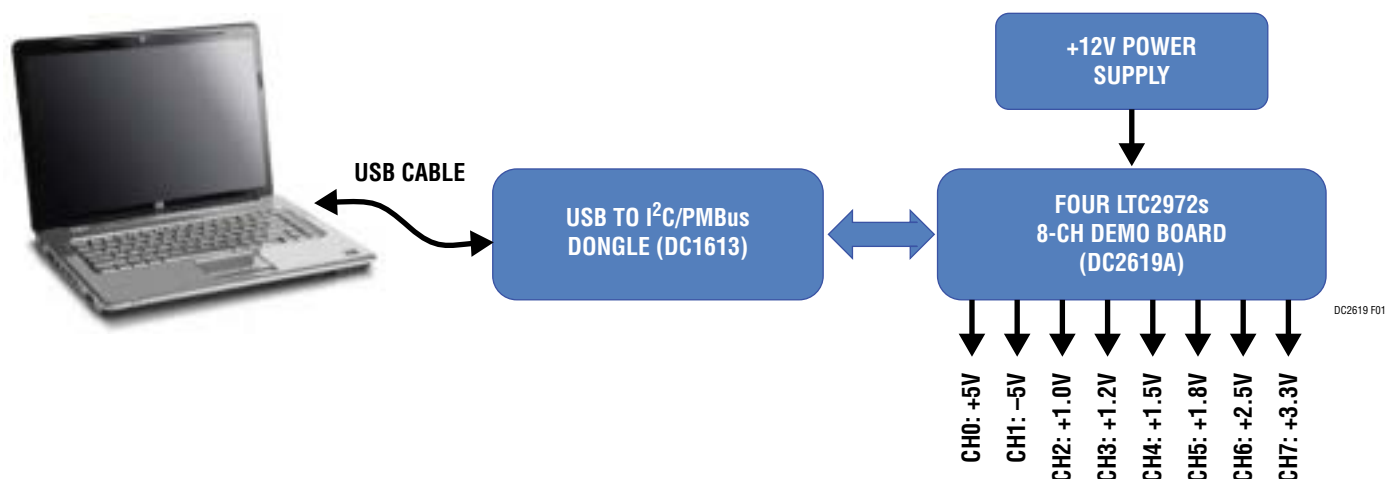 +12V POWER
SUPPLY
USB CABLE
USB TO I²C/PMBus
DONGLE (DC1613)
FOUR LTC2972s
8-CH DEMO BOARD
(DC2619A)
DC2619 F01
CH0: +5V
CH1: –5V
CH2: +1.0V
CH3: +1.2V
CH4: +1.5V
CH5: +1.8V
CH6: +2.5V
CH7: +3.3V